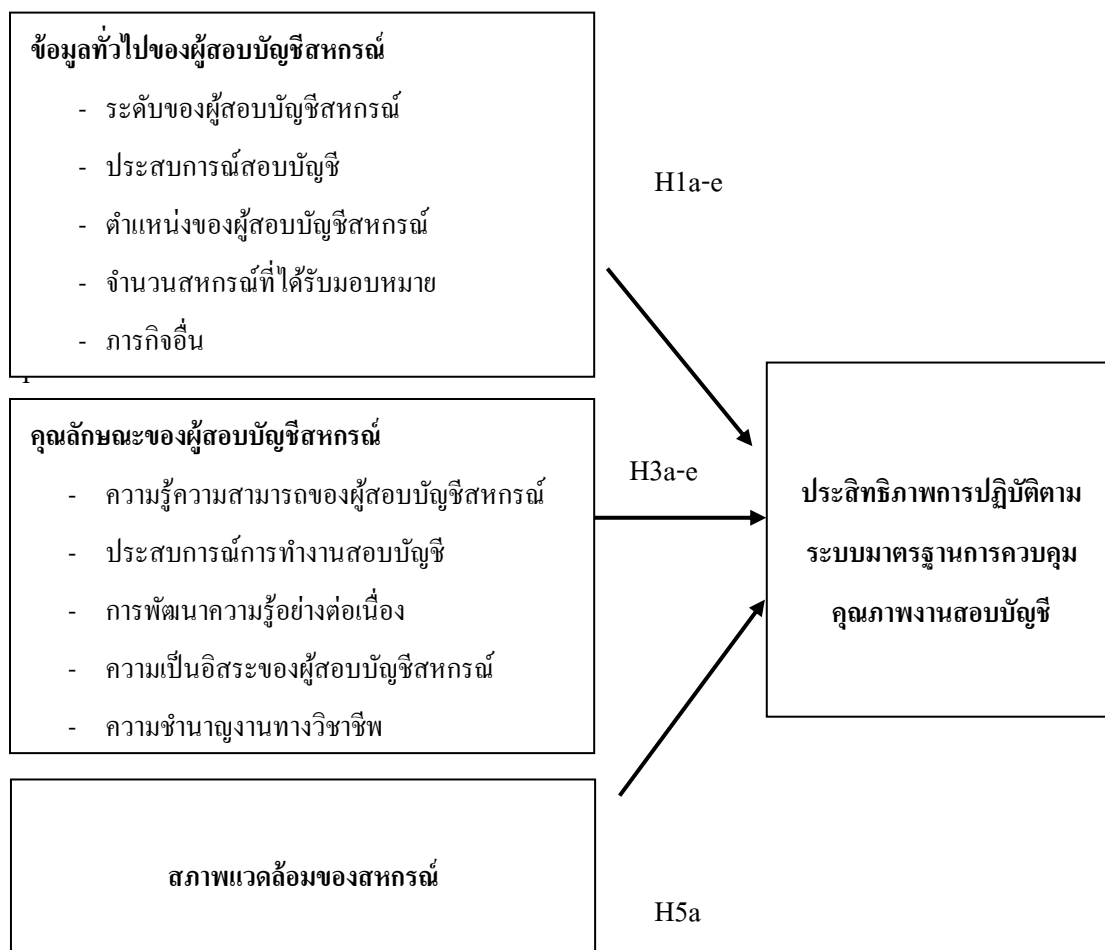 ข้อมูลทั่วไปของผู้สอบบัญชีสหกรณ์
- ระดับของผู้สอบบัญชีสหกรณ์
- ประสบการณ์สอบบัญชี
- ตำแหน่งของผู้สอบบัญชีสหกรณ์
- จำนวนสหกรณ์ที่ได้รับมอบหมาย
- ภารกิจอื่น
H1a-e
คุณลักษณะของผู้สอบบัญชีสหกรณ์
- ความรู้ความสามารถของผู้สอบบัญชีสหกรณ์
- ประสบการณ์การทำงานสอบบัญชี
- การพัฒนาความรู้อย่างต่อเนื่อง
- ความเป็นอิสระของผู้สอบบัญชีสหกรณ์
- ความชำนาญงานทางวิชาชีพ
H3a-e
ประสิทธิภาพการปฏิบัติตาม
ระบบมาตรฐานการควบคุม
คุณภาพงานสอบบัญชี
สภาพแวดล้อมของสหกรณ์
H5a